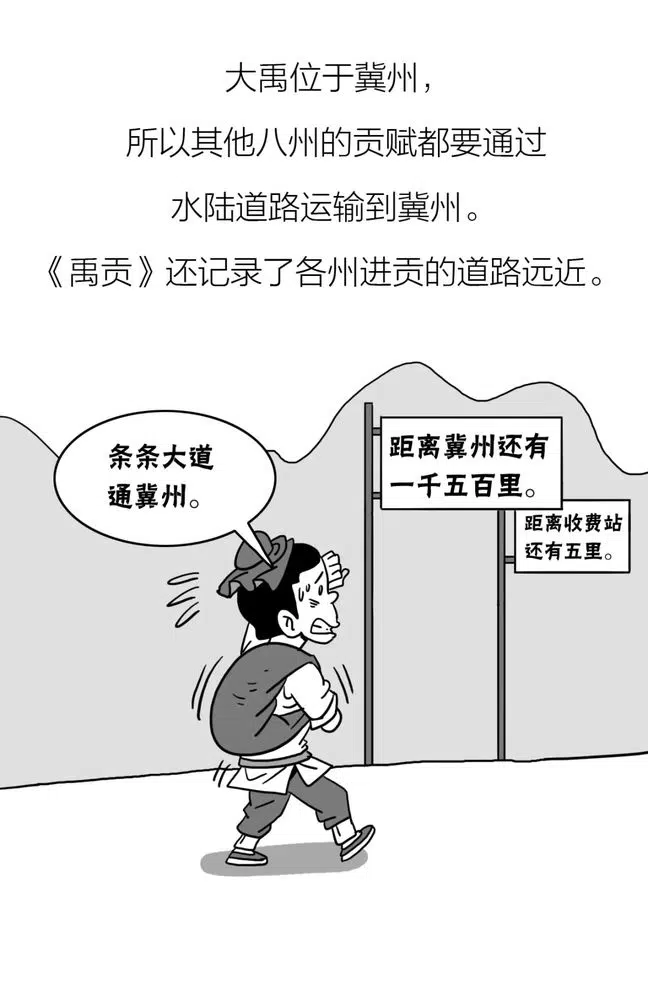 大禹位于冀州，
所以其他八州的贡赋都要通过
水陆道路运输到冀州。
《禹贡》还记录了各州进贡的道路远近。
条条大道
通冀州。
距离冀州还有
一千五百里。
距离收费站
还有五里。